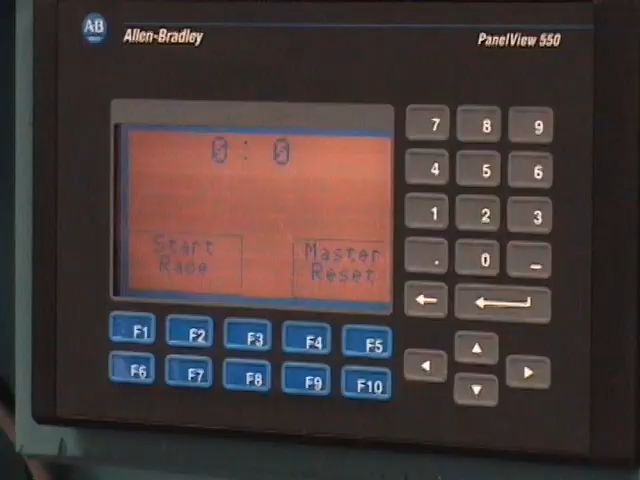 AB Allen-Bradley
PanelView 550
0 : 0
Start
Race
Master
Reset
7 8 9
4 5 6
1 2 3
. 0 _
F1 F2 F3 F4 F5
F6 F7 F8 F9 F10